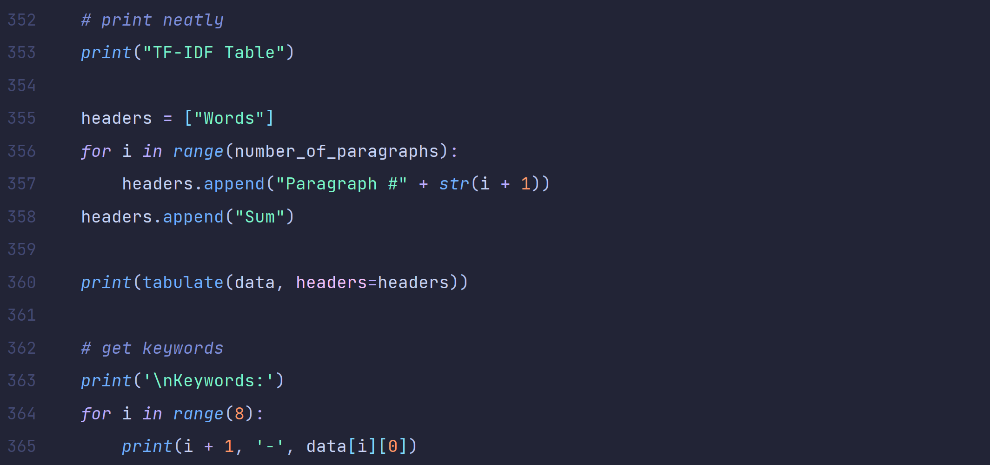 352 # print neatly
353 print("TF-IDF Table")
354
355 headers = ["Words"]
356 for i in range(number_of_paragraphs):
357 headers.append("Paragraph #" + str(i + 1))
358 headers.append("Sum")
359
360 print(tabulate(data, headers=headers))
361
362 # get keywords
363 print('\nKeywords:')
364 for i in range(8):
365 print(i + 1, '-', data[i][0])